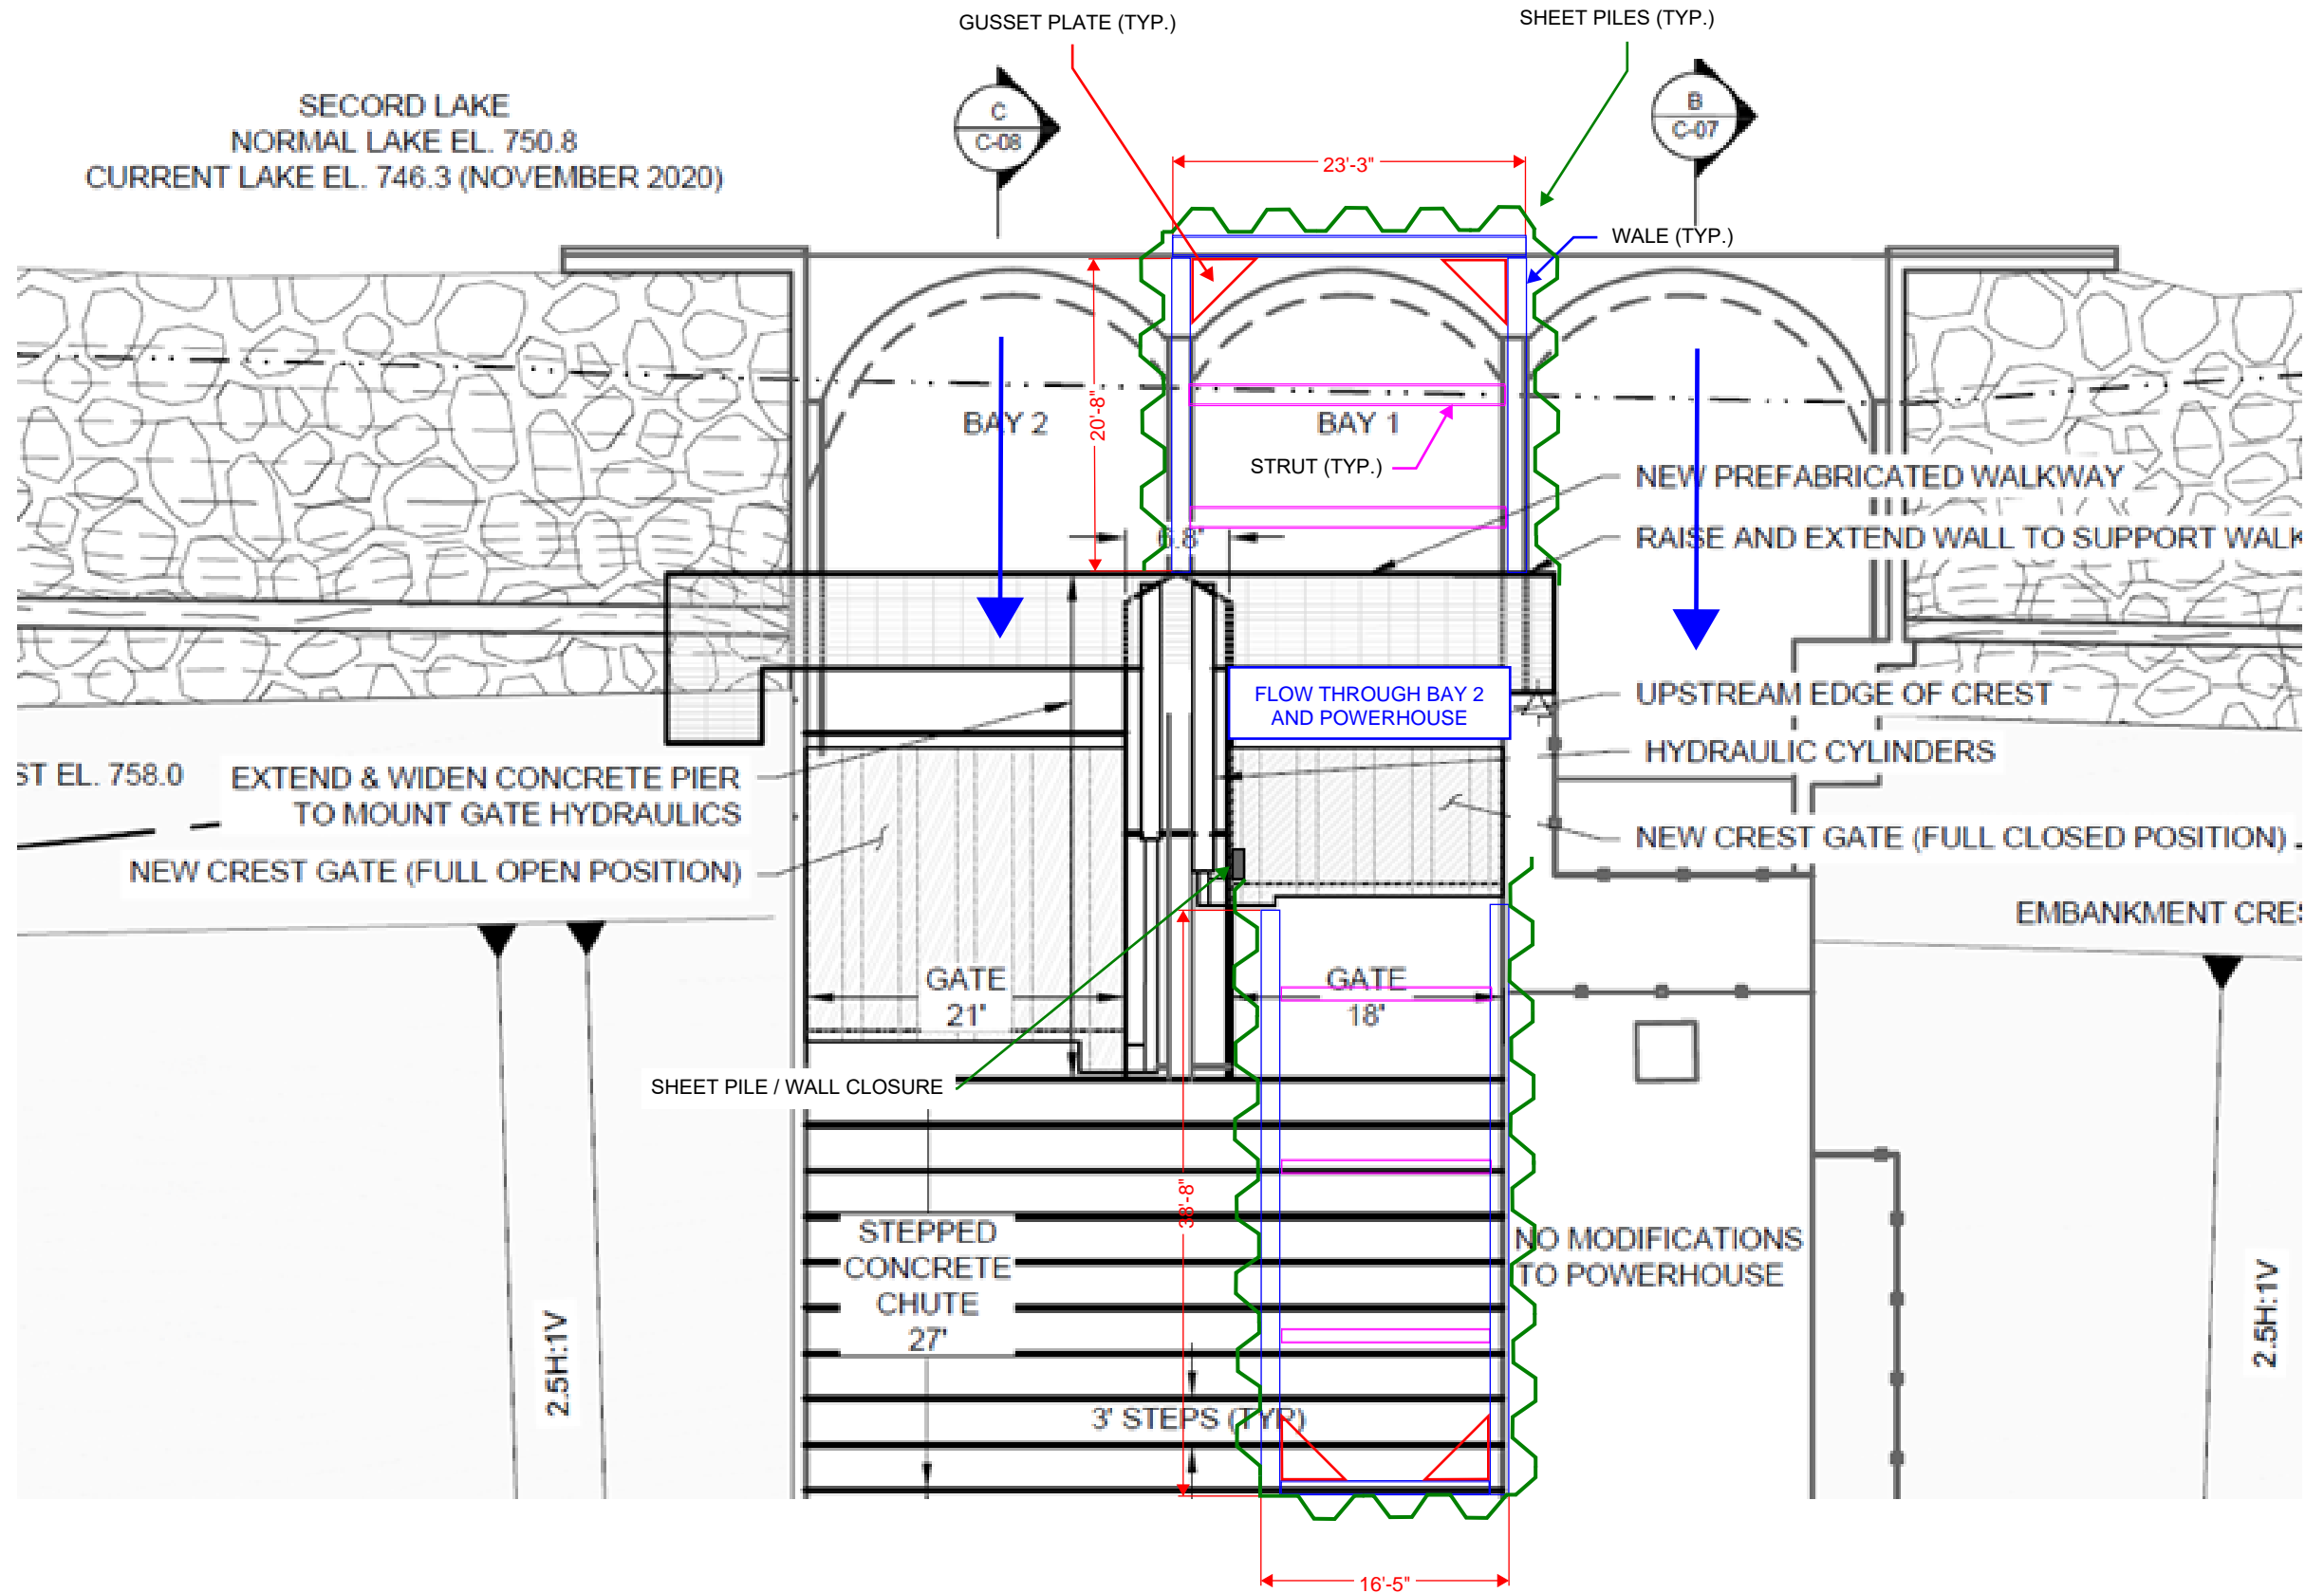 GUSSET PLATE (TYP.)
SHEET PILES (TYP.)
SECORD LAKE
NORMAL LAKE EL. 750.8
CURRENT LAKE EL. 746.3 (NOVEMBER 2020)
C
C-08
B
C-07
23'-3"
WALE (TYP.)
20'-8"
BAY 2
BAY 1
STRUT (TYP.)
NEW PREFABRICATED WALKWAY
6.8'
RAISE AND EXTEND WALL TO SUPPORT WALK
FLOW THROUGH BAY 2
AND POWERHOUSE
UPSTREAM EDGE OF CREST
HYDRAULIC CYLINDERS
ST EL. 758.0
EXTEND & WIDEN CONCRETE PIER
TO MOUNT GATE HYDRAULICS
NEW CREST GATE (FULL CLOSED POSITION)
NEW CREST GATE (FULL OPEN POSITION)
EMBANKMENT CRES
GATE
21'
GATE
18'
SHEET PILE / WALL CLOSURE
38'-8"
STEPPED
CONCRETE
CHUTE
27'
NO MODIFICATIONS
TO POWERHOUSE
2.5H:1V
2.5H:1V
3' STEPS (TYP)
16'-5"